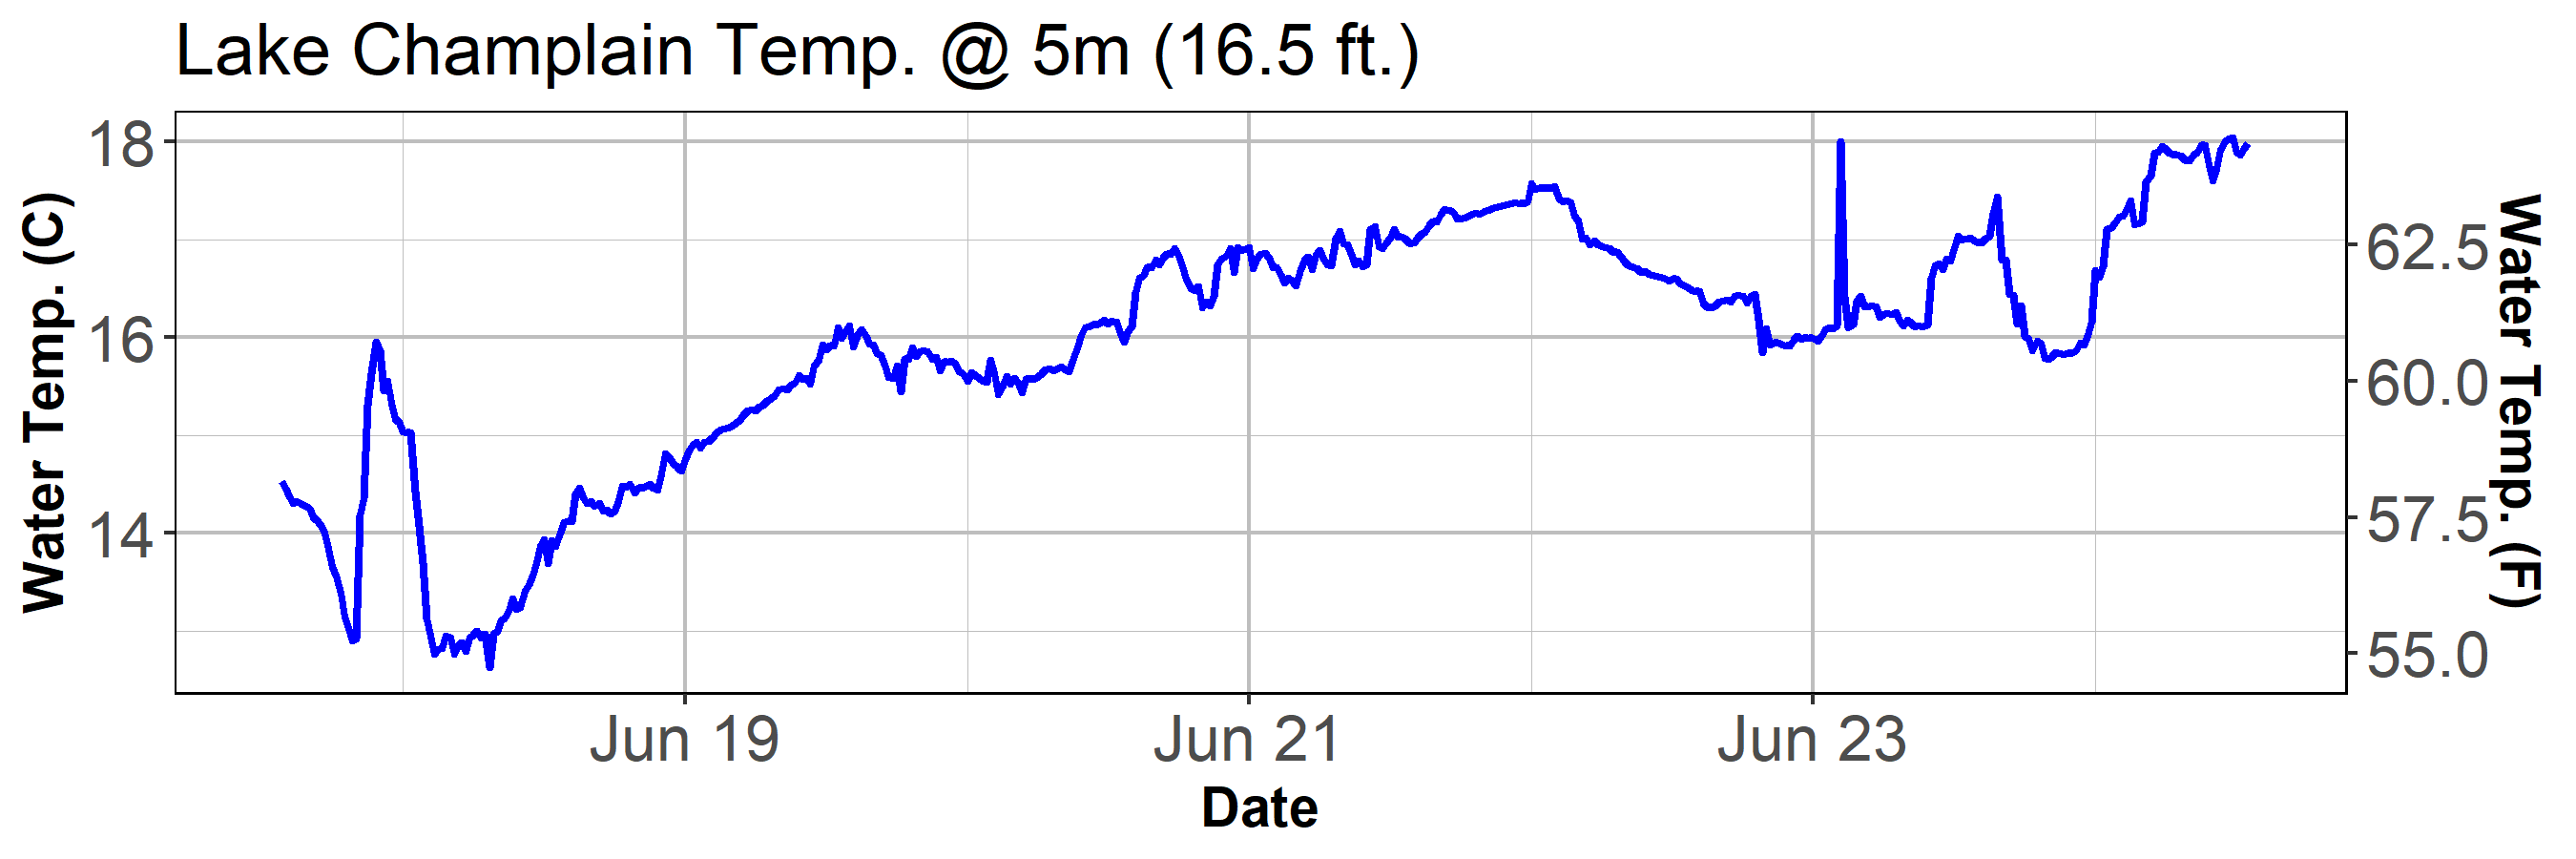 Lake Champlain Temp. @ 5m (16.5 ft.)
Water Temp. (C)
18
16
14
62.5
60.0
57.5
55.0
Water Temp. (F)
Jun 19
Jun 21
Jun 23
Date